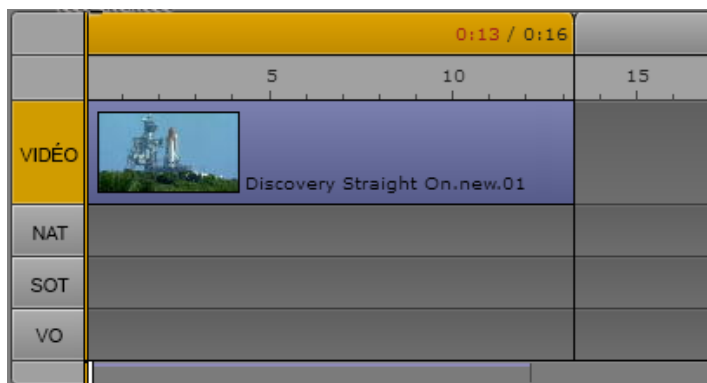 0:13 / 0:16
5 10 15
VIDÉO
Discovery Straight On.new.01
NAT
SOT
VO